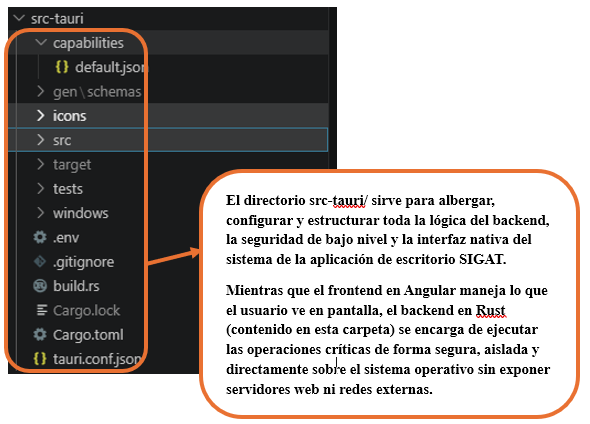 src-tauri
capabilities
default.json
gen\schemas
icons
src
target
tests
windows
.env
.gitignore
build.rs
Cargo.lock
Cargo.toml
tauri.conf.json
El directorio src-tauri/ sirve para albergar,
configurar y estructurar toda la lógica del backend,
la seguridad de bajo nivel y la interfaz nativa del
sistema de la aplicación de escritorio SIGAT.
Mientras que el frontend en Angular maneja lo que
el usuario ve en pantalla, el backend en Rust
(contenido en esta carpeta) se encarga de ejecutar
las operaciones críticas de forma segura, aislada y
directamente sobre el sistema operativo sin exponer
servidores web ni redes externas.